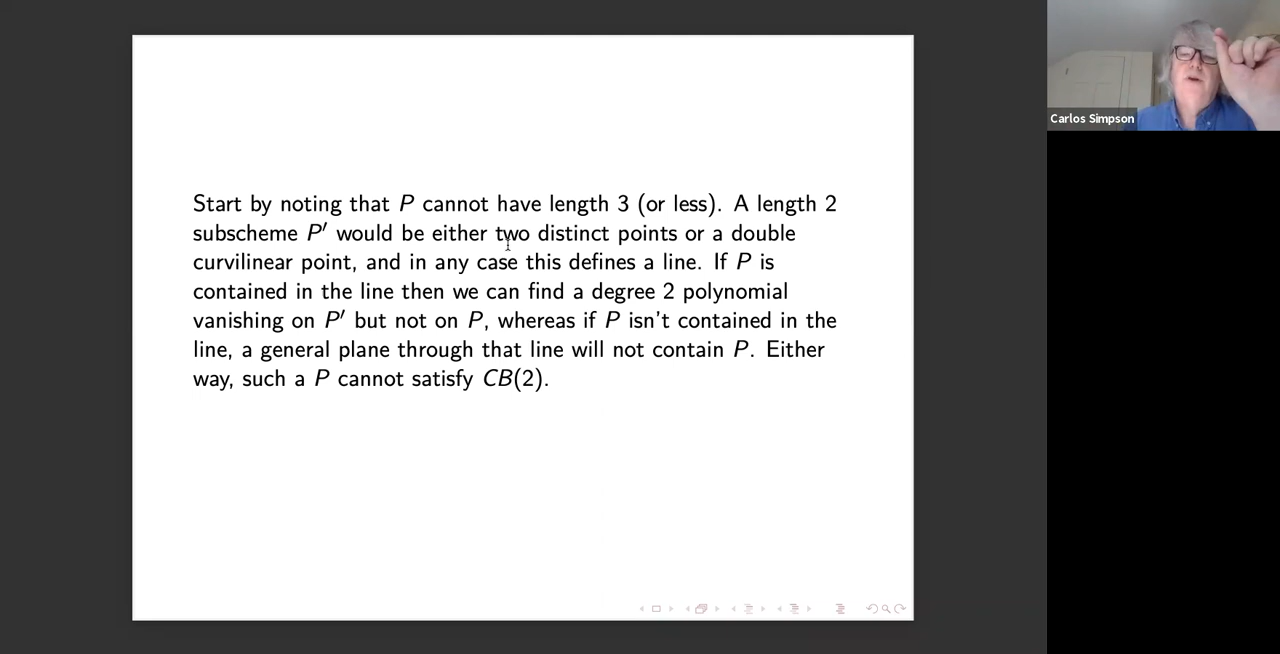 Start by noting that P cannot have length 3 (or less). A length 2
subscheme P′ would be either two distinct points or a double
curvilinear point, and in any case this defines a line. If P is
contained in the line then we can find a degree 2 polynomial
vanishing on P′ but not on P, whereas if P isn't contained in the
line, a general plane through that line will not contain P. Either
way, such a P cannot satisfy CB(2).
Carlos Simpson